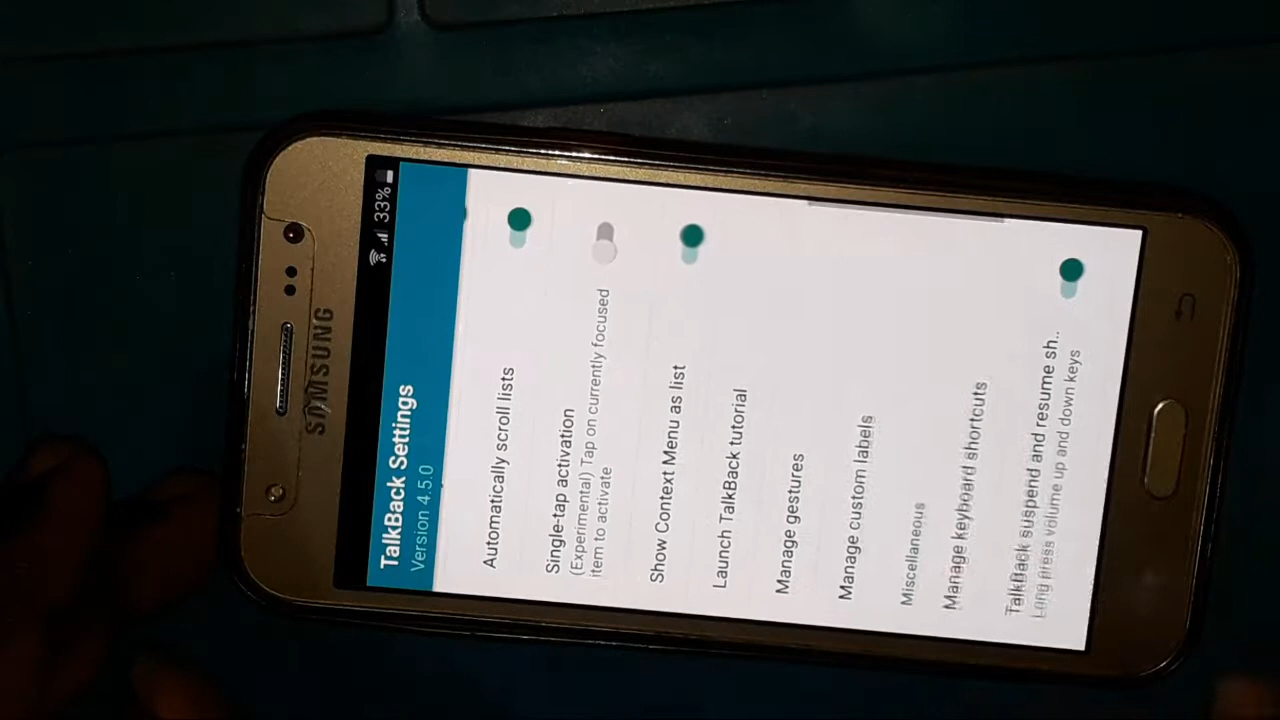 SAMSUNG
33%
TalkBack Settings
Version 4.5.0
Automatically scroll lists
Single-tap activation
(Experimental) Tap on currently focused
item to activate
Show Context Menu as list
Launch TalkBack tutorial
Manage gestures
Manage custom labels
Miscellaneous
Manage keyboard shortcuts
TalkBack suspend and resume sh..
Long press volume up and down keys